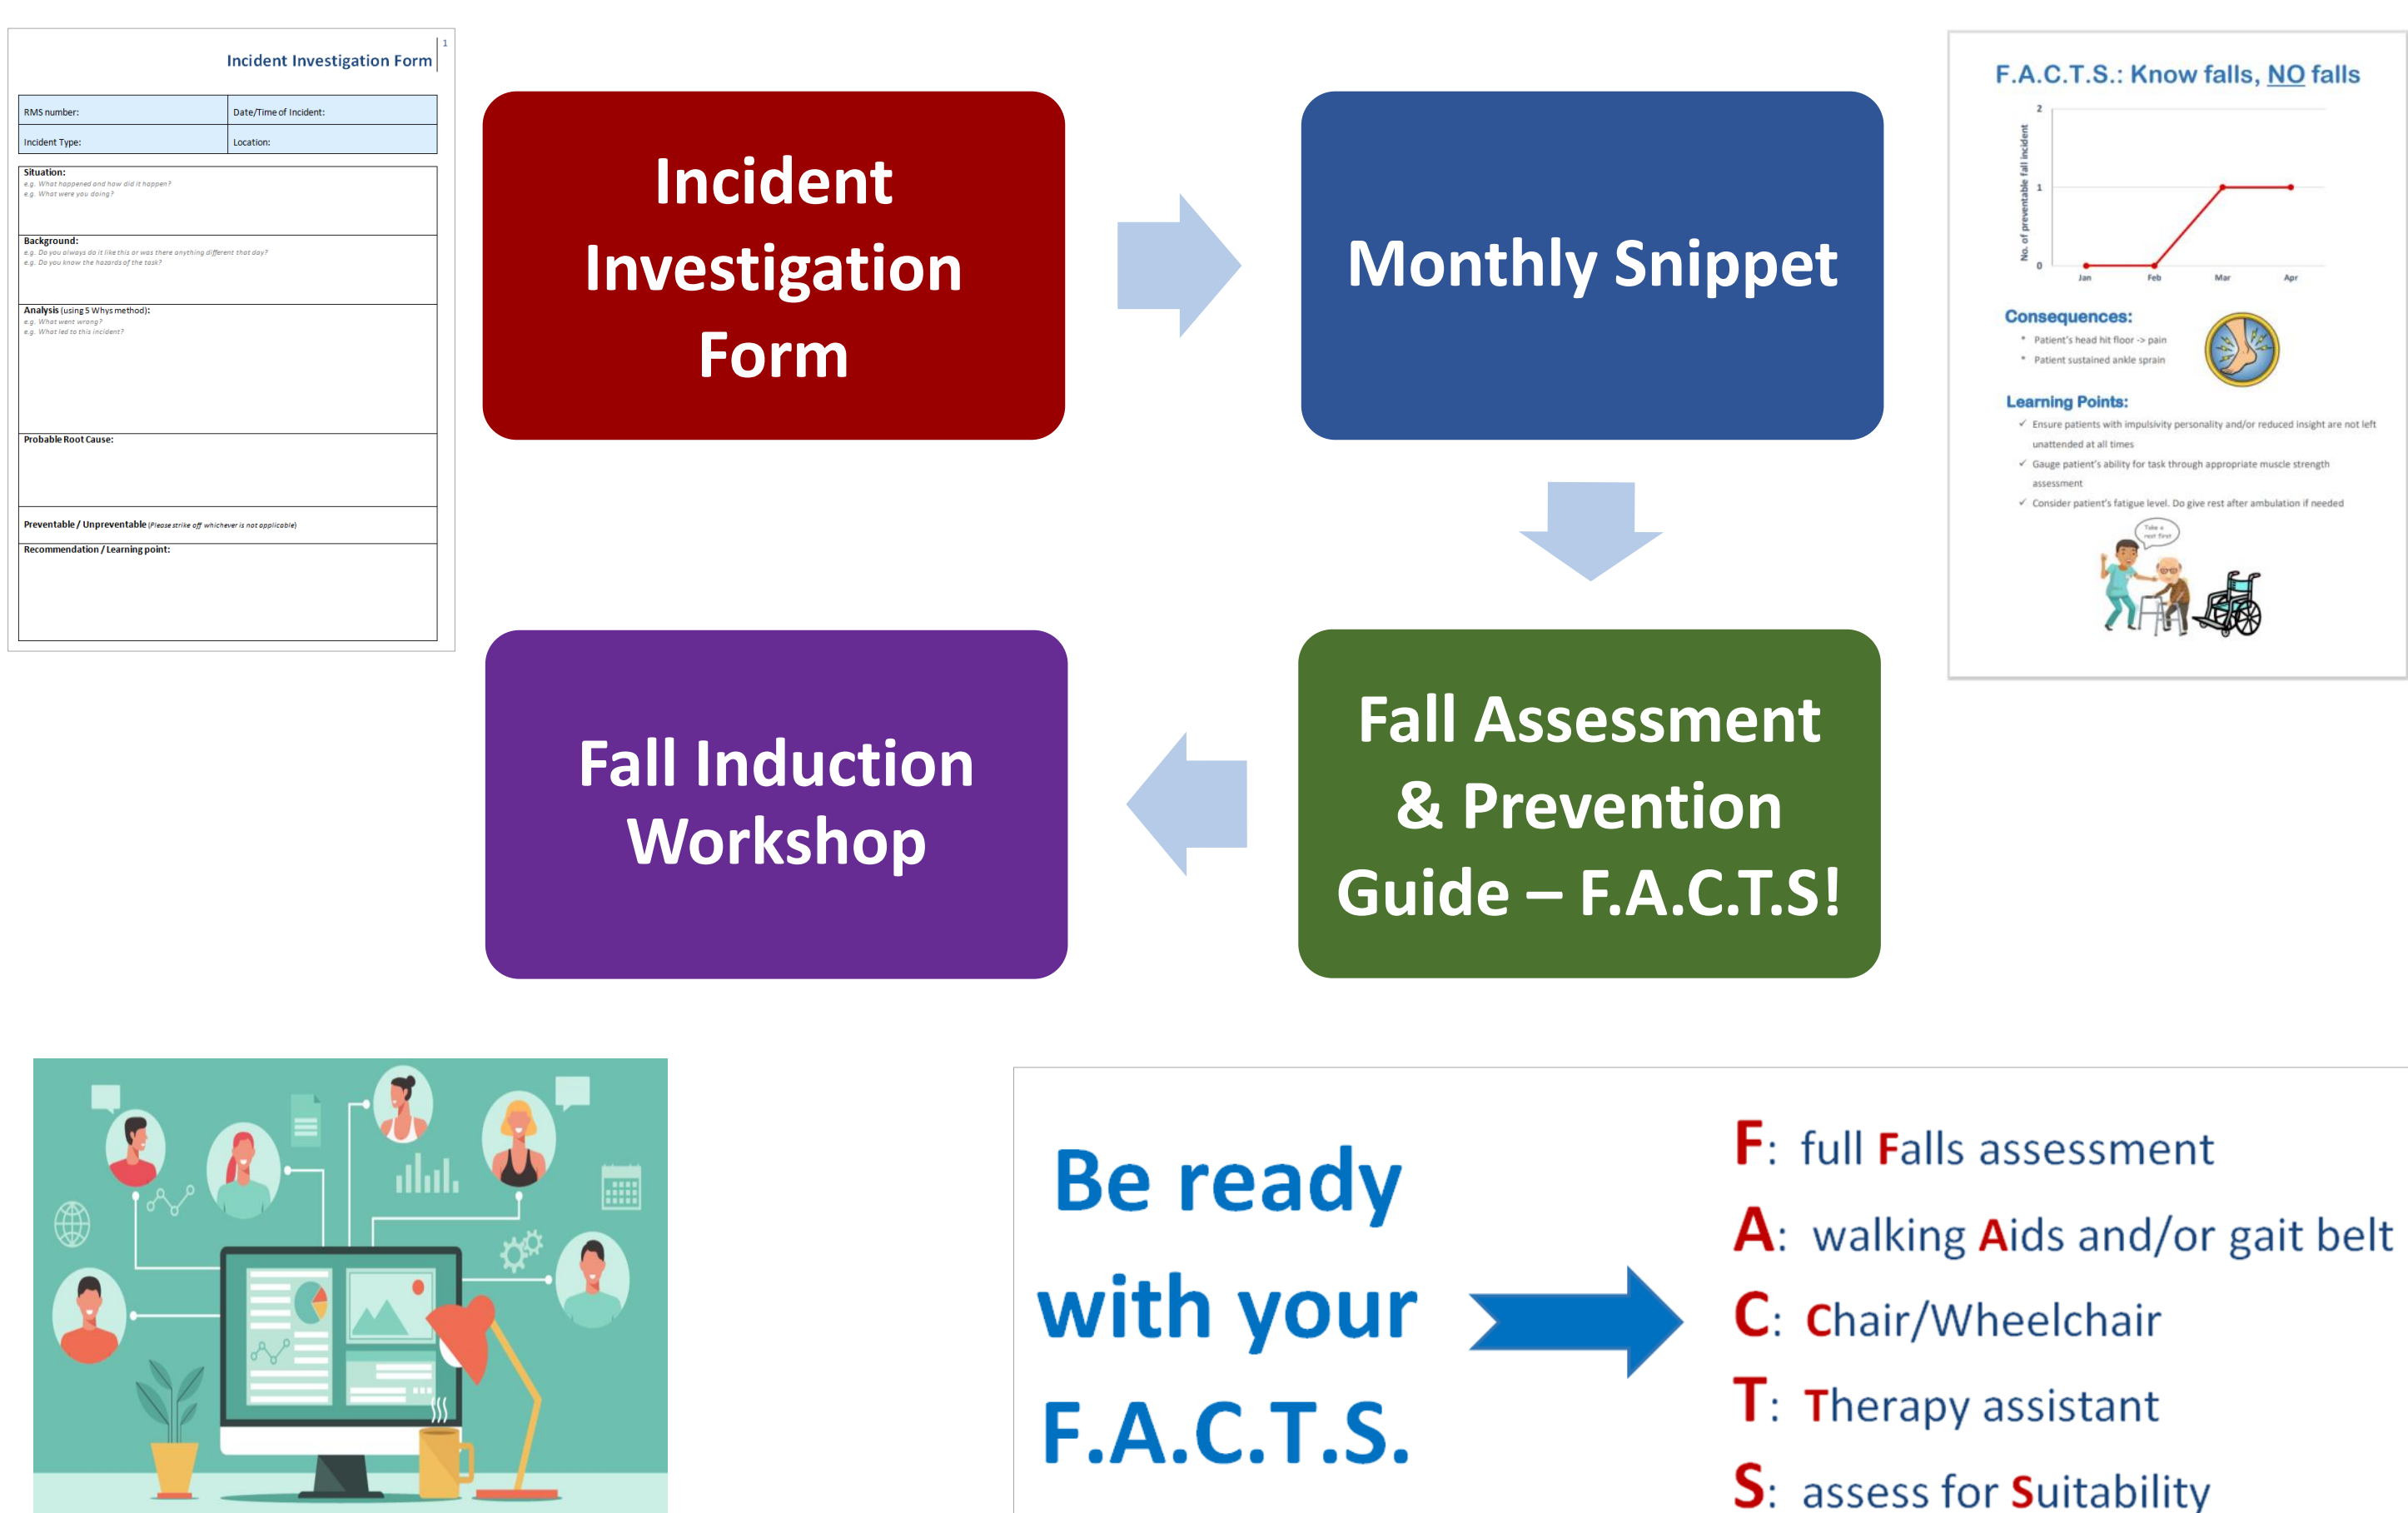 1
Incident Investigation Form
RMS number:
Date/Time of Incident:
Incident Type:
Location:
Situation:
e.g. What happened and how did it happen?
e.g. What were you doing?
Background:
e.g. Do you always do it like this or was there anything different that day?
e.g. Do you know the hazards of the task?
Analysis (using 5 Whys method):
e.g. What went wrong?
e.g. What led to this incident?
Probable Root Cause:
Preventable / Unpreventable (Please strike off whichever is not applicable)
Recommendation / Learning point:
Incident
Investigation
Form
Monthly Snippet
F.A.C.T.S.: Know falls, NO falls
No. of preventable fall incident
2
1
0
Jan
Feb
Mar
Apr
Consequences:
* Patient's head hit floor -> pain
* Patient sustained ankle sprain
Learning Points:
✓ Ensure patients with impulsivity personality and/or reduced insight are not left
unattended at all times
✓ Gauge patient's ability for task through appropriate muscle strength
assessment
✓ Consider patient's fatigue level. Do give rest after ambulation if needed
Take a
rest first
Fall Induction
Workshop
Fall Assessment
& Prevention
Guide – F.A.C.T.S!
Be ready
with your
F.A.C.T.S.
F: full Falls assessment
A: walking Aids and/or gait belt
C: Chair/Wheelchair
T: Therapy assistant
S: assess for Suitability